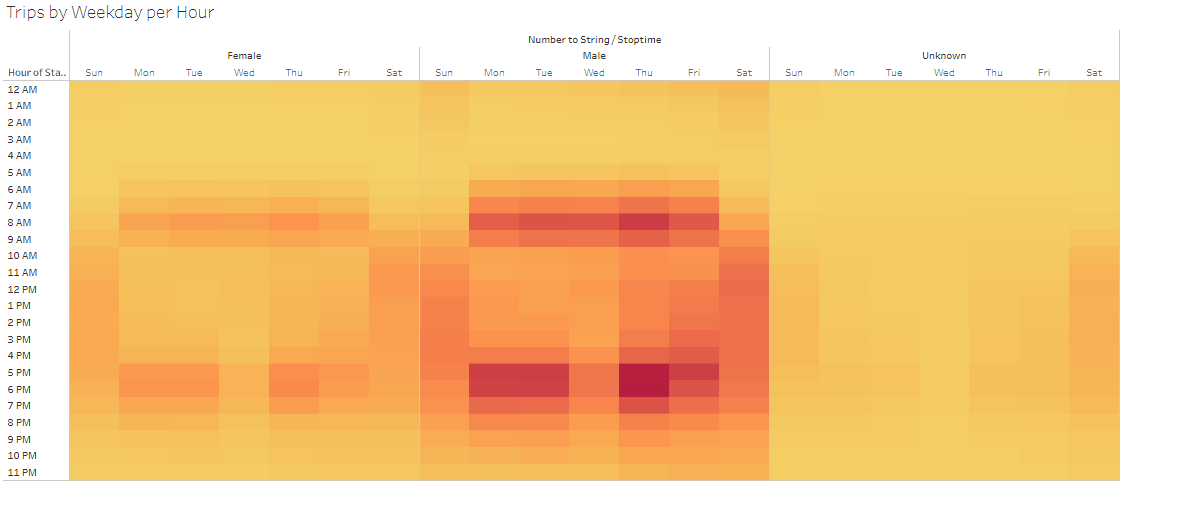 Trips by Weekday per Hour
Number to String / Stoptime
Female Male Unknown
Hour of Sta.. Sun Mon Tue Wed Thu Fri Sat Sun Mon Tue Wed Thu Fri Sat Sun Mon Tue Wed Thu Fri Sat
12 AM
1 AM
2 AM
3 AM
4 AM
5 AM
6 AM
7 AM
8 AM
9 AM
10 AM
11 AM
12 PM
1 PM
2 PM
3 PM
4 PM
5 PM
6 PM
7 PM
8 PM
9 PM
10 PM
11 PM